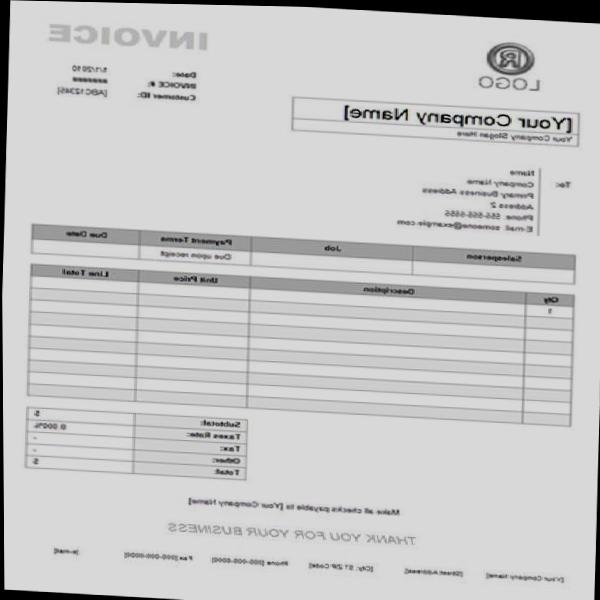 LOGO
INVOICE
[Your Company Name]
Your Company Slogan Here
Date: 1/1/2010
INVOICE #: #######
Customer ID: [ABC12345]
To:
Name
Company Name
Primary Business Address
Address 2
Phone: 555-555-5555
E-mail: someone@example.com
Salesperson Job Payment Terms Due Date
Due upon receipt
Qty Description Unit Price Line Total
1
Subtotal: $
Taxes Rate: 0.000%
Tax: -
Other: -
Total: $
Make all checks payable to [Your Company Name]
THANK YOU FOR YOUR BUSINESS
[Your Company Name] [Street Address] [City, ST ZIP Code] Phone [000-000-0000] Fax [000-000-0000] [e-mail]